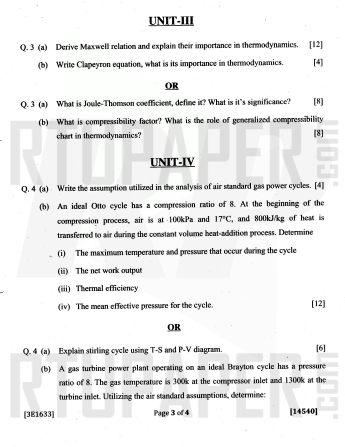 UNIT-III
Q. 3 (a) Derive Maxwell relation and explain their importance in thermodynamics. [12]
(b) Write Clapeyron equation, what is its importance in thermodynamics. [4]
OR
Q. 3 (a) What is Joule-Thomson coefficient, define it? What is it's significance? [8]
(b) What is compressibility factor? What is the role of generalized compressibility
chart in thermodynamics? [8]
UNIT-IV
Q. 4 (a) Write the assumption utilized in the analysis of air standard gas power cycles. [4]
(b) An ideal Otto cycle has a compression ratio of 8. At the beginning of the
compression process, air is at 100kPa and 17°C, and 800kJ/kg of heat is
transferred to air during the constant volume heat-addition process. Determine
(i) The maximum temperature and pressure that occur during the cycle
(ii) The net work output
(iii) Thermal efficiency
(iv) The mean effective pressure for the cycle. [12]
OR
Q. 4 (a) Explain stirling cycle using T-S and P-V diagram. [6]
(b) A gas turbine power plant operating on an ideal Brayton cycle has a pressure
ratio of 8. The gas temperature is 300k at the compressor inlet and 1300k at the
turbine inlet. Utilizing the air standard assumptions, determine:
[3E1633] Page 3 of 4 [14540]
RTUPAPER.com
RTUPAPER.com